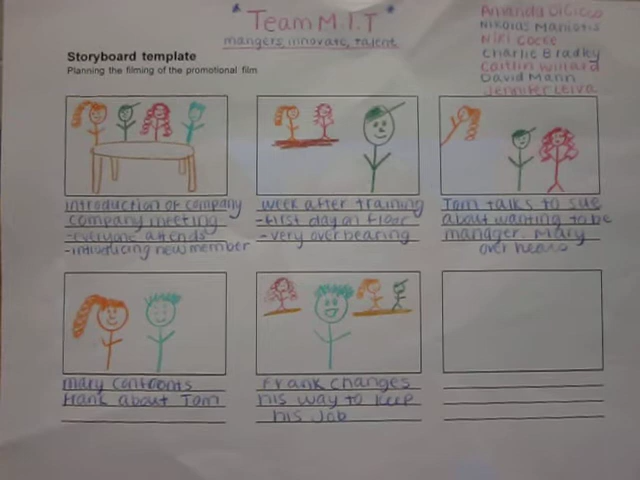 * Team M.I.T *
mangers, innovate, talent
Amanda DiCicco
Nikolas Maniatis
Niki Cocke
Charlie Bradley
Caitlin Willard
David Mann
Jennifer Leiva
Storyboard template
Planning the filming of the promotional film
introduction of company
company meeting
-everyone attends
-introducing new member
week after training
-first day on floor
-very overbearing
Tom talks to sue
about wanting to be
manager. Mary
over hears
mary confronts
Hank about Tom
Frank changes
his way to keep
his job